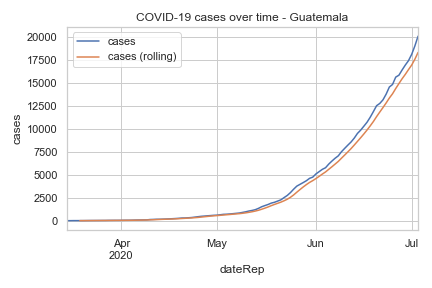 COVID-19 cases over time - Guatemala
cases
cases (rolling)
20000
17500
15000
12500
10000
7500
5000
2500
0
cases
Apr
2020
May
Jun
Jul
dateRep